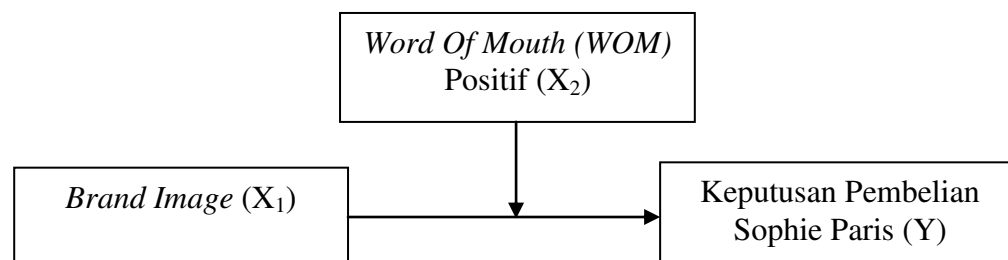 Word Of Mouth (WOM)
Positif (X₂)
Brand Image (X₁)
Keputusan Pembelian
Sophie Paris (Y)